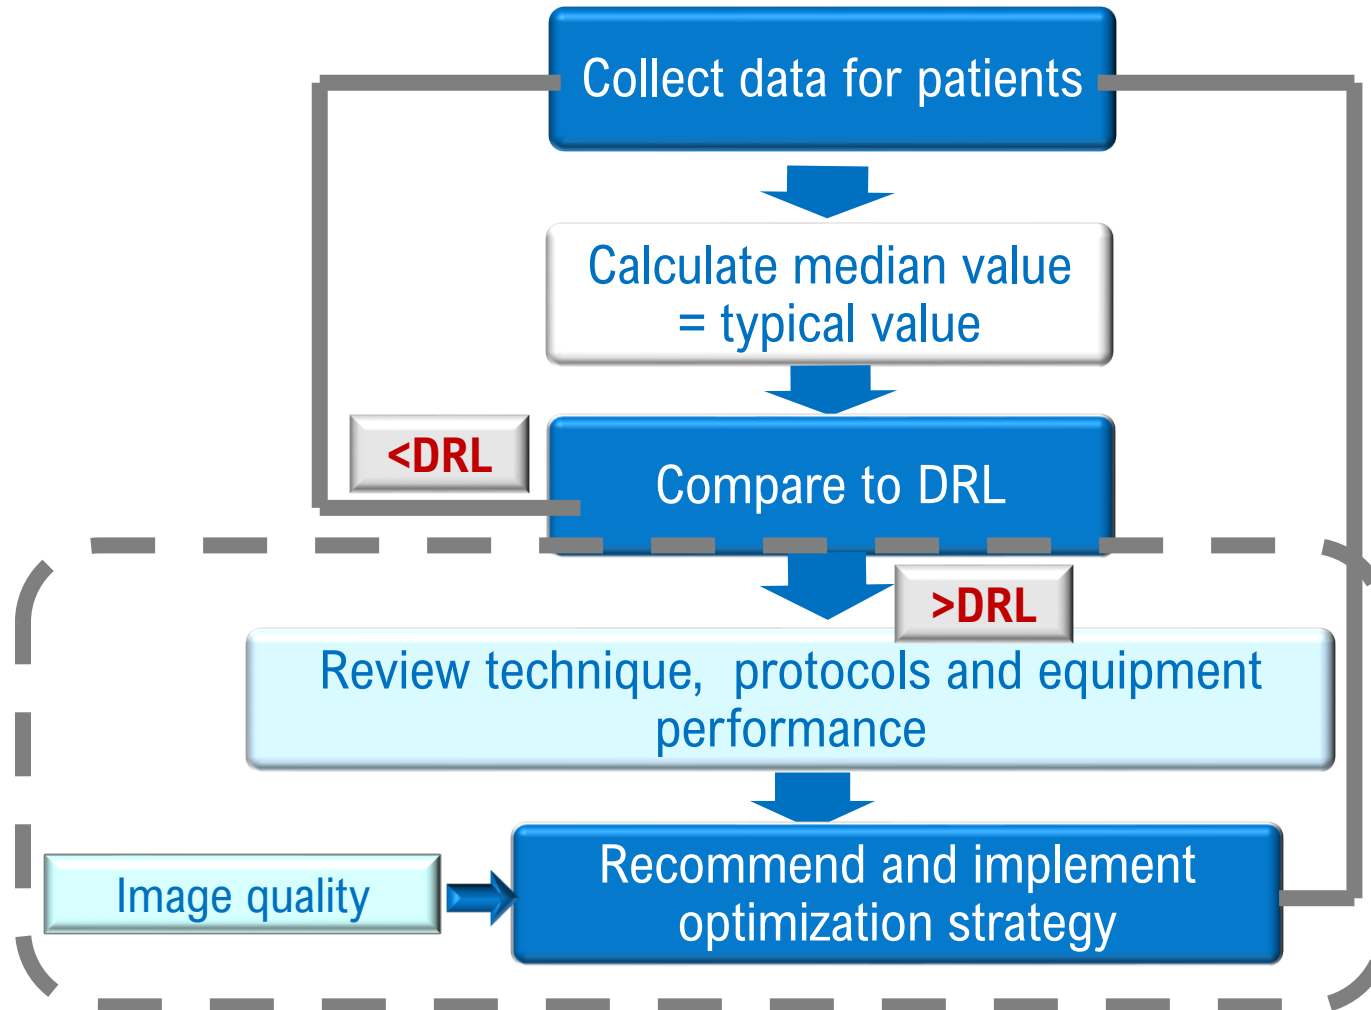 Collect data for patients
Calculate median value
= typical value
<DRL
Compare to DRL
>DRL
Review technique,  protocols and equipment
performance
Image quality
Recommend and implement
optimization strategy